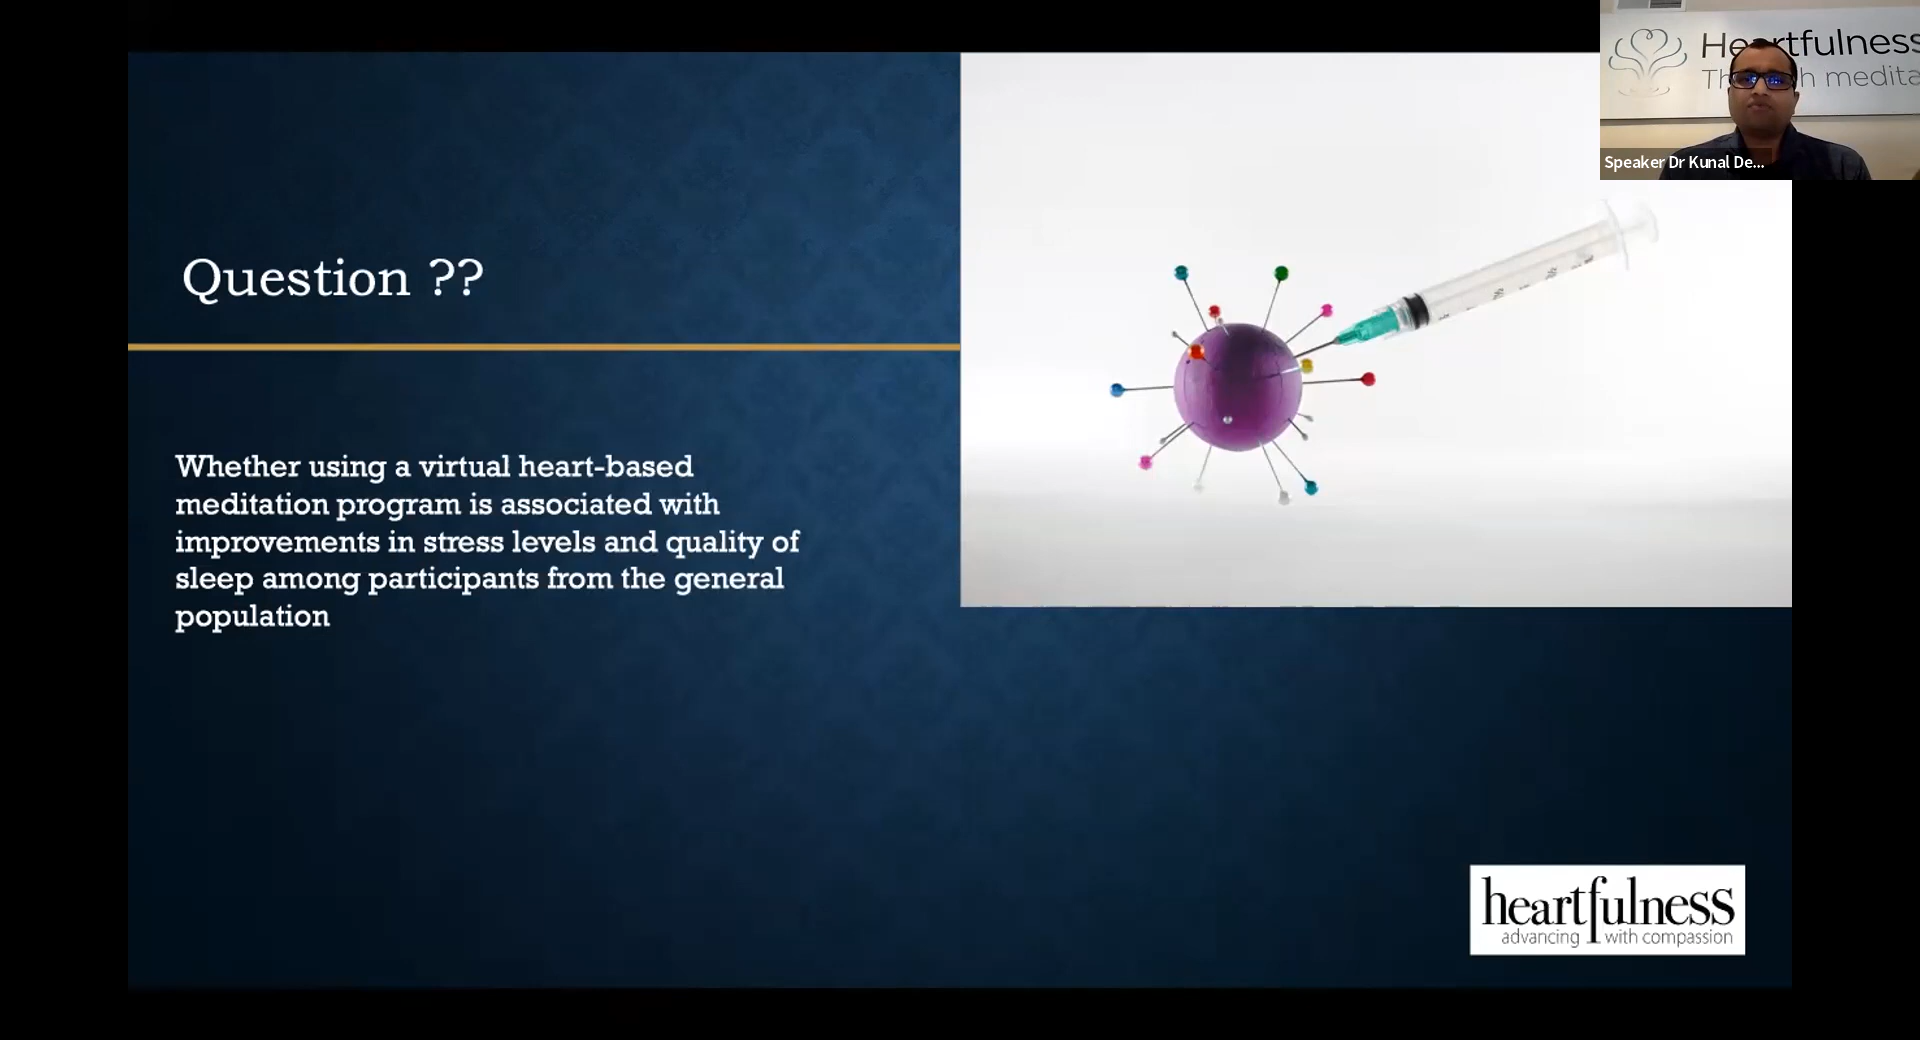 Heartfulness
Th h medita
Speaker Dr Kunal De...
Question ??
Whether using a virtual heart-based
meditation program is associated with
improvements in stress levels and quality of
sleep among participants from the general
population
heartfulness
advancing with compassion